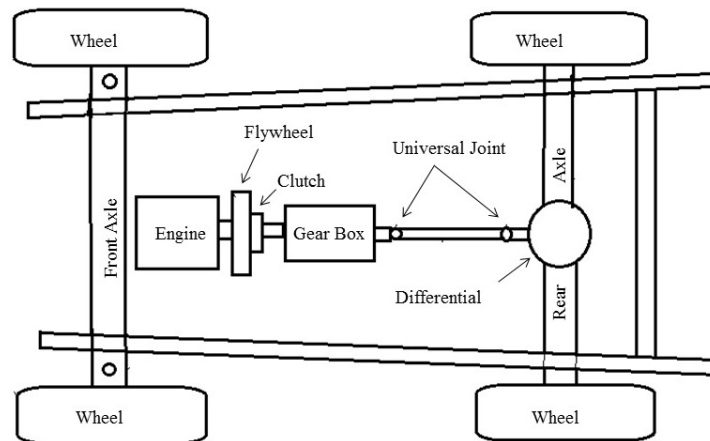 Wheel
Wheel
Flywheel
Universal Joint
Clutch
Axle
Front Axle
Engine
Gear Box
Differential
Rear
Wheel
Wheel